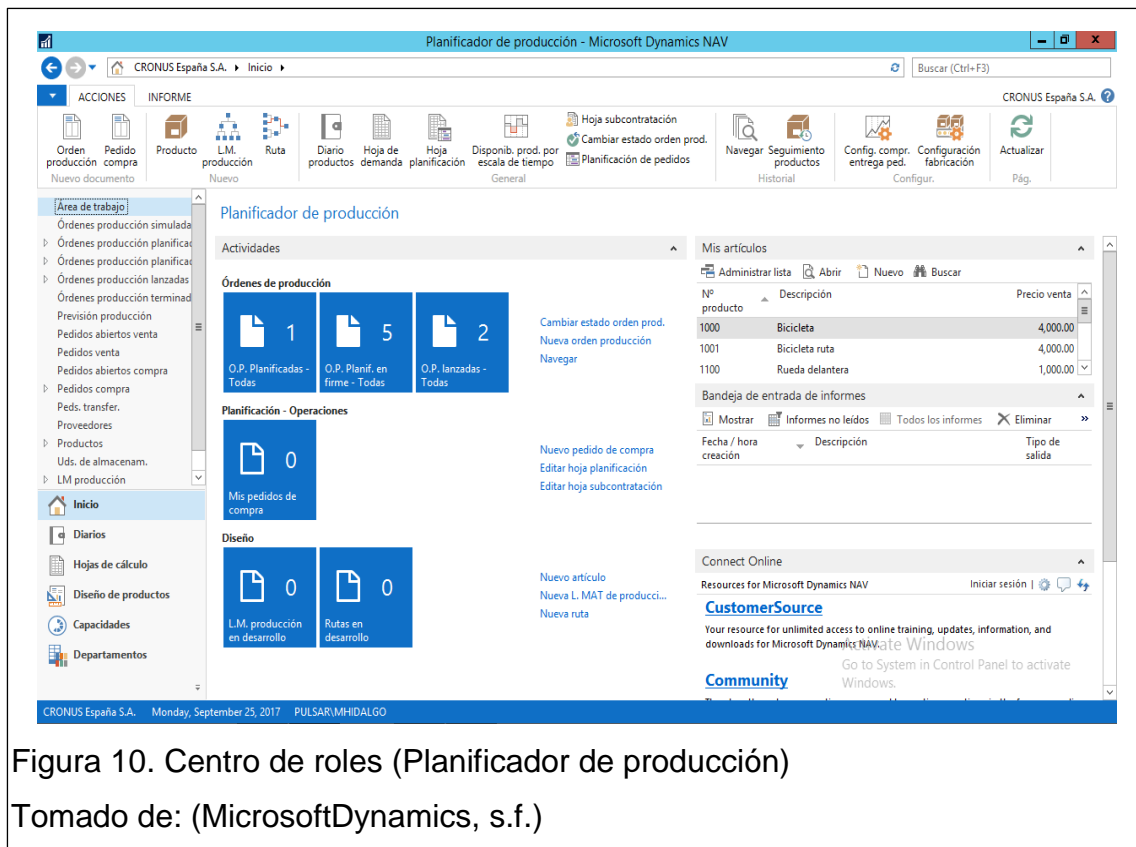 Planificador de producción - Microsoft Dynamics NAV
CRONUS España S.A. Inicio
Buscar (Ctrl+F3)
ACCIONES INFORME
CRONUS España S.A.
Orden producción
Pedido compra
Nuevo documento
Producto
L.M. producción
Ruta
Nuevo
Diario productos
Hoja de demanda
Hoja planificación
Disponib. prod. por escala de tiempo
Hoja subcontratación
Cambiar estado orden prod.
Planificación de pedidos
General
Navegar
Seguimiento productos
Historial
Config. compr. entrega ped.
Configuración fabricación
Configur.
Actualizar
Pág.
Área de trabajo
Órdenes producción simulada
Órdenes producción planificac
Órdenes producción planificac
Órdenes producción lanzadas
Órdenes producción terminad
Previsión producción
Pedidos abiertos venta
Pedidos venta
Pedidos abiertos compra
Pedidos compra
Peds. transfer.
Proveedores
Productos
Uds. de almacenam.
LM producción
Inicio
Diarios
Hojas de cálculo
Diseño de productos
Capacidades
Departamentos
Planificador de producción
Actividades
Órdenes de producción
1
O.P. Planificadas - Todas
5
O.P. Planif. en firme - Todas
2
O.P. lanzadas - Todas
Cambiar estado orden prod.
Nueva orden producción
Navegar
Planificación - Operaciones
0
Mis pedidos de compra
Nuevo pedido de compra
Editar hoja planificación
Editar hoja subcontratación
Diseño
0
L.M. producción en desarrollo
0
Rutas en desarrollo
Nuevo artículo
Nueva L. MAT de producci...
Nueva ruta
Mis artículos
Administrar lista Abrir Nuevo Buscar
Nº producto Descripción Precio venta
1000 Bicicleta 4,000.00
1001 Bicicleta ruta 4,000.00
1100 Rueda delantera 1,000.00
Bandeja de entrada de informes
Mostrar Informes no leídos Todos los informes Eliminar »
Fecha / hora creación Descripción Tipo de salida
Connect Online
Resources for Microsoft Dynamics NAV Iniciar sesión |
CustomerSource
Your resource for unlimited access to online training, updates, information, and
downloads for Microsoft Dynamics NAV.
Activate Windows
Go to System in Control Panel to activate
Windows.
Community
CRONUS España S.A. Monday, September 25, 2017 PULSAR\MHIDALGO
Figura 10. Centro de roles (Planificador de producción)
Tomado de: (MicrosoftDynamics, s.f.)